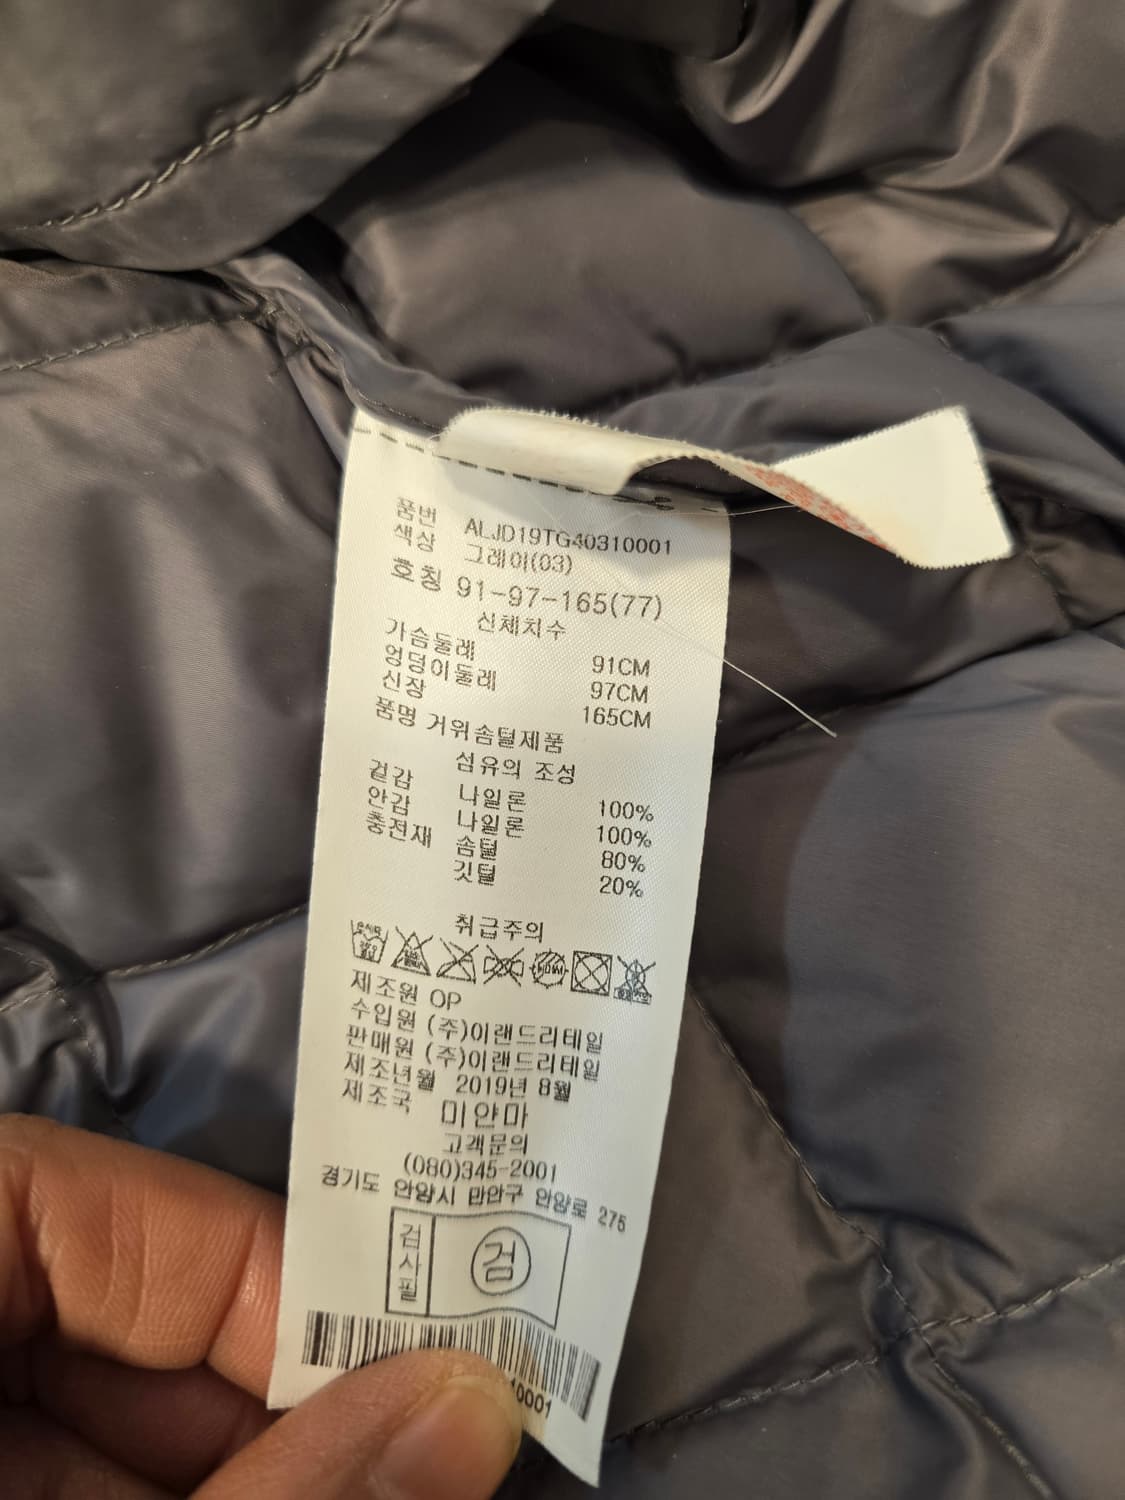 품번 ALJD19TG40310001
색상 그레이(03)
호칭 91-97-165(77)
신체치수
가슴둘레 91CM
엉덩이둘레 97CM
신장 165CM
품명 거위솜털제품
섬유의 조성
겉감 나일론 100%
안감 나일론 100%
충전재 솜털 80%
깃털 20%
취급주의
제조원 OP
수입원 (주)이랜드리테일
판매원 (주)이랜드리테일
제조년월 2019년 8월
제조국 미얀마
고객문의
(080)345-2001
경기도 안양시 만안구 안양로 275
검사필 검
0001